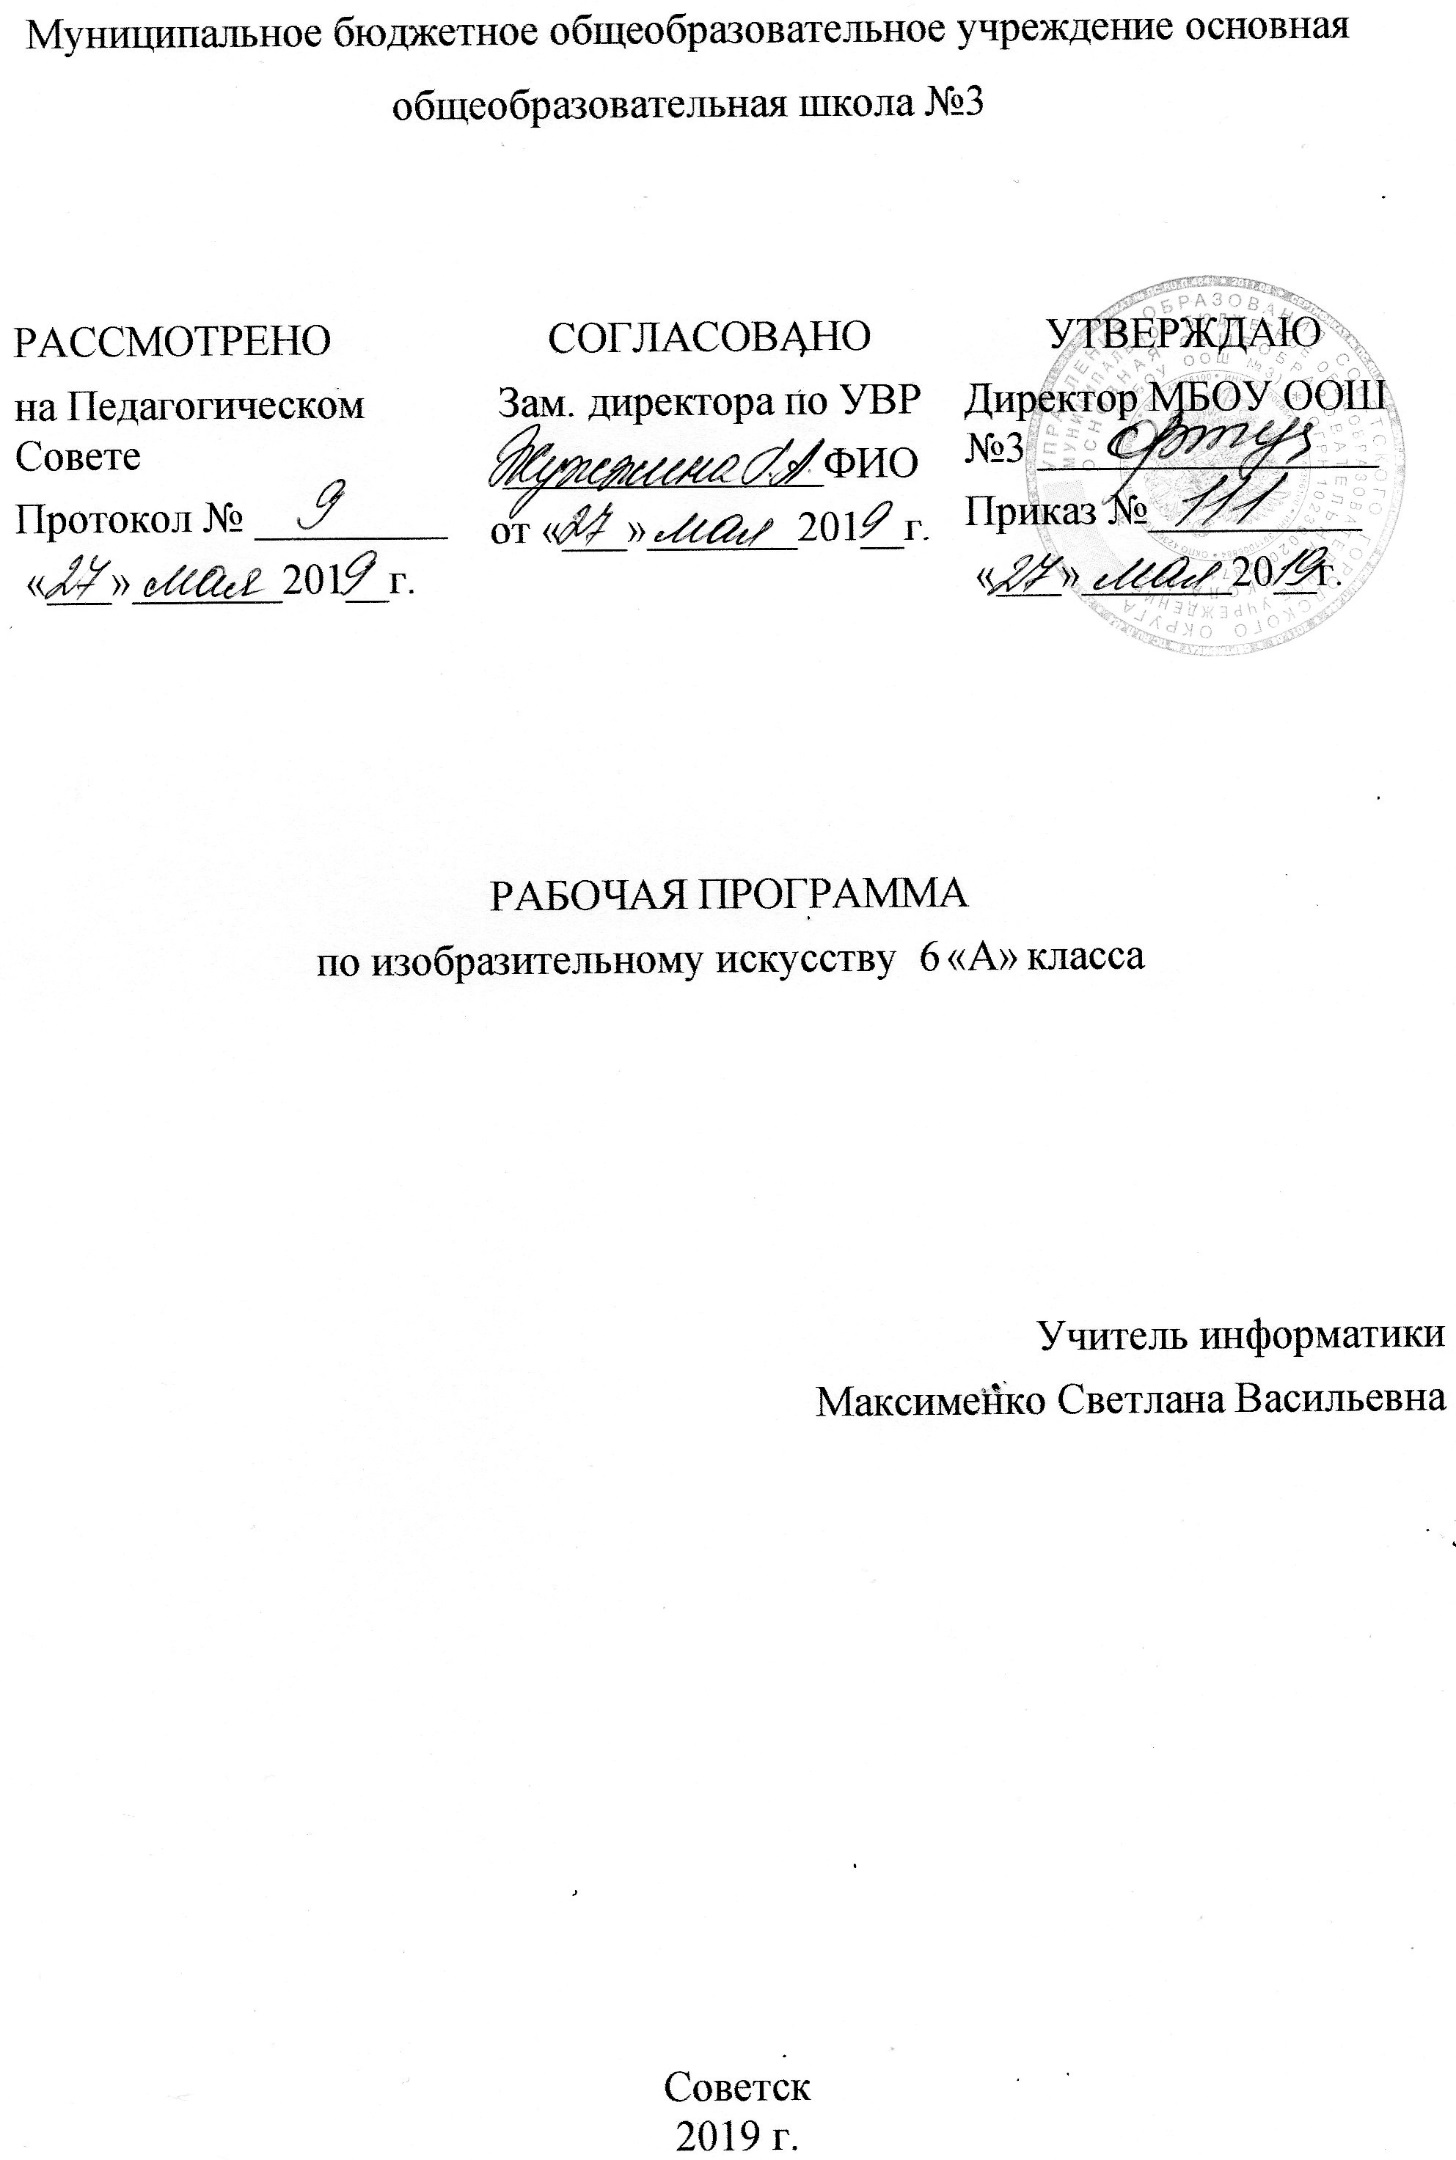 Муниципальное бюджетное общеобразовательное учреждение основная
общеобразовательная школа №3
РАССМОТРЕНО
на Педагогическом
Совете
Протокол № 9
«27» мая 2019 г.
СОГЛАСОВАНО
Зам. директора по УВР
ФИО
от «27» мая 2019 г.
УТВЕРЖДАЮ
Директор МБОУ ООШ
№3
Приказ № 111
«27» мая 2019 г.
РАБОЧАЯ ПРОГРАММА
по изобразительному искусству 6 «А» класса
Учитель информатики
Максименко Светлана Васильевна
Советск
2019 г.